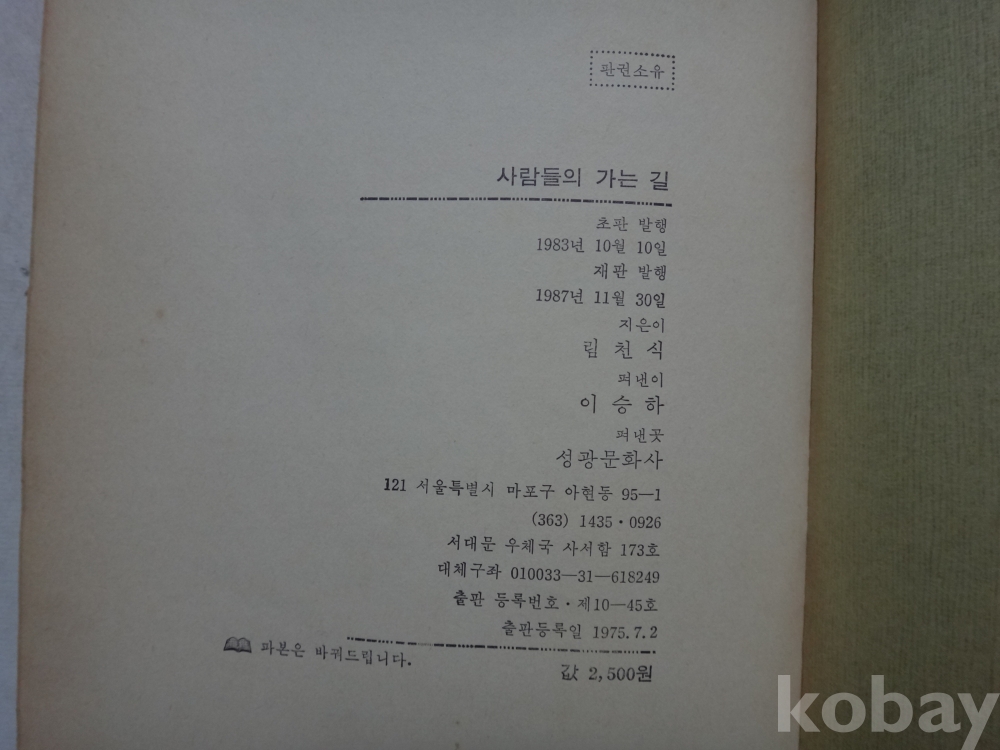 판권소유
사람들의 가는 길
초판 발행
1983년 10월 10일
재판 발행
1987년 11월 30일
지은이
림 천 식
펴낸이
이 승 하
펴낸곳
성광문화사
121 서울특별시 마포구 아현동 95—1
(363) 1435·0926
서대문 우체국 사서함 173호
대체구좌 010033—31—618249
출판 등록번호·제10—45호
출판등록일 1975.7.2
파본은 바꿔드립니다.
값 2,500원
kobay